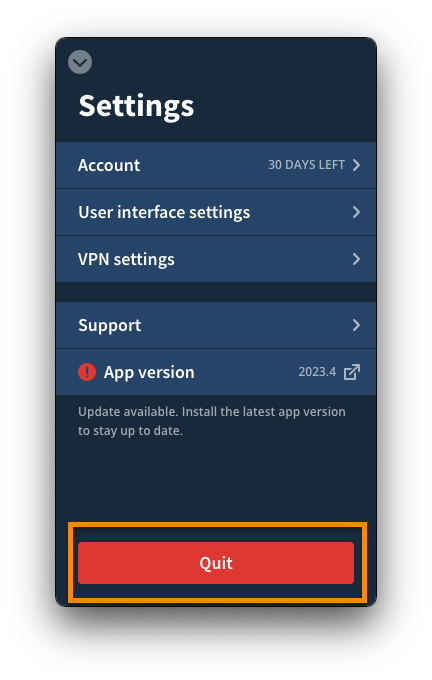 Settings
Account 30 DAYS LEFT
User interface settings
VPN settings
Support
App version 2023.4
Update available. Install the latest app version
to stay up to date.
Quit